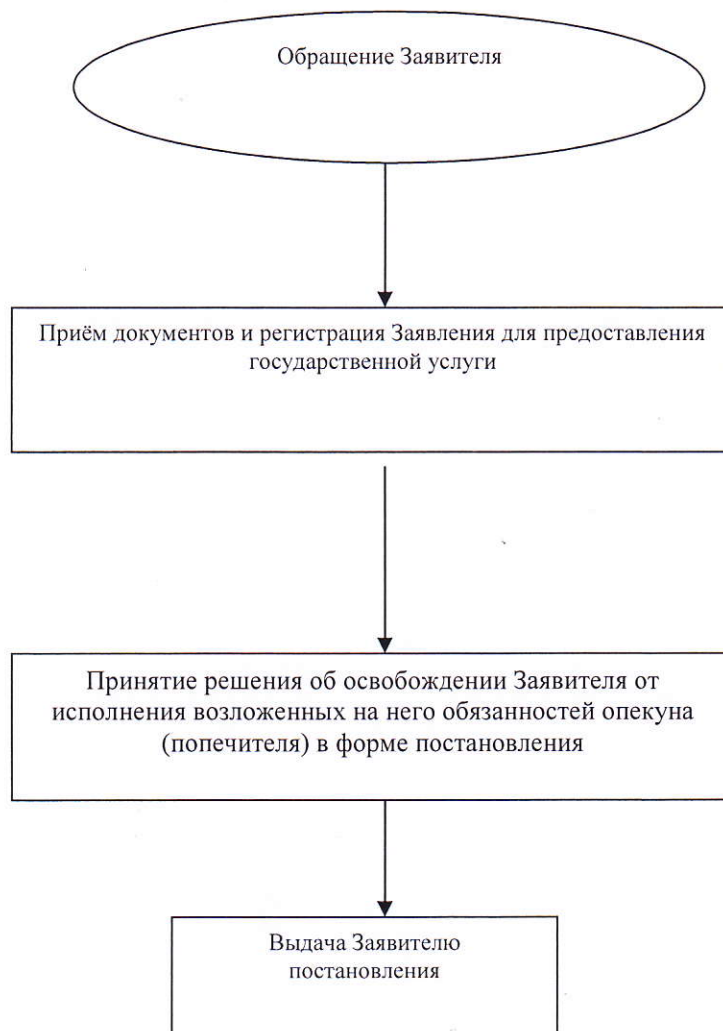 Обращение Заявителя
Приём документов и регистрация Заявления для предоставления
государственной услуги
Принятие решения об освобождении Заявителя от
исполнения возложенных на него обязанностей опекуна
(попечителя) в форме постановления
Выдача Заявителю
постановления